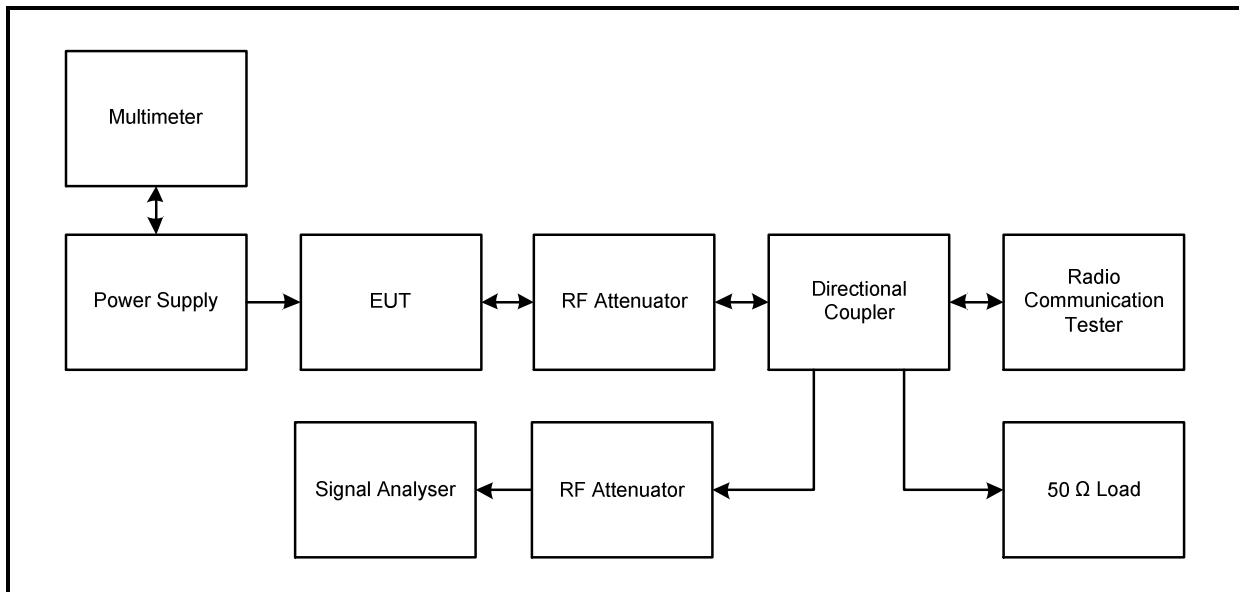 Multimeter
Power Supply
EUT
RF Attenuator
Directional
Coupler
Radio
Communication
Tester
Signal Analyser
RF Attenuator
50 Ω Load